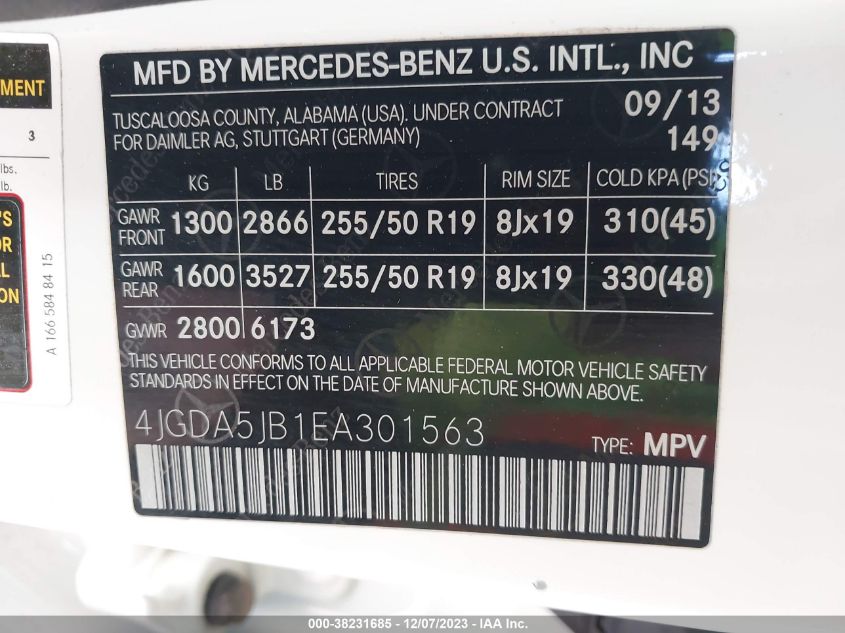 MFD BY MERCEDES-BENZ U.S. INTL., INC
TUSCALOOSA COUNTY, ALABAMA (USA). UNDER CONTRACT
FOR DAIMLER AG, STUTTGART (GERMANY)
09/13
149
KG LB TIRES RIM SIZE COLD KPA (PSI)
GAWR FRONT 1300 2866 255/50 R19 8Jx19 310(45)
GAWR REAR 1600 3527 255/50 R19 8Jx19 330(48)
GVWR 2800 6173
THIS VEHICLE CONFORMS TO ALL APPLICABLE FEDERAL MOTOR VEHICLE SAFETY
STANDARDS IN EFFECT ON THE DATE OF MANUFACTURE SHOWN ABOVE.
4JGDA5JB1EA301563
TYPE: MPV
MENT
3
lbs.
lb.
'S
OR
L
ON
A 166 584 84 15
000-38231685 - 12/07/2023 - IAA Inc.